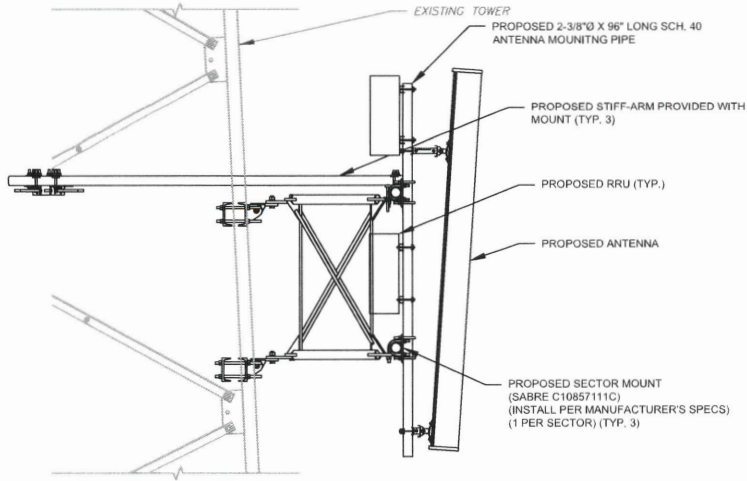 EXISTING TOWER
PROPOSED 2-3/8"Ø X 96" LONG SCH. 40
ANTENNA MOUNITNG PIPE
PROPOSED STIFF-ARM PROVIDED WITH
MOUNT (TYP. 3)
PROPOSED RRU (TYP.)
PROPOSED ANTENNA
PROPOSED SECTOR MOUNT
(SABRE C10857111C)
(INSTALL PER MANUFACTURER'S SPECS)
(1 PER SECTOR) (TYP. 3)